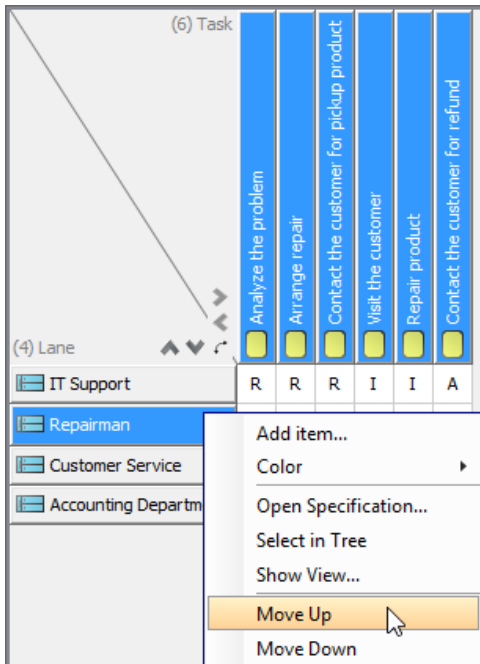 (6) Task
Analyze the problem
Arrange repair
Contact the customer for pickup product
Visit the customer
Repair product
Contact the customer for refund
(4) Lane
IT Support R R R I I A
Repairman
Customer Service
Accounting Departm
Add item...
Color
Open Specification...
Select in Tree
Show View...
Move Up
Move Down